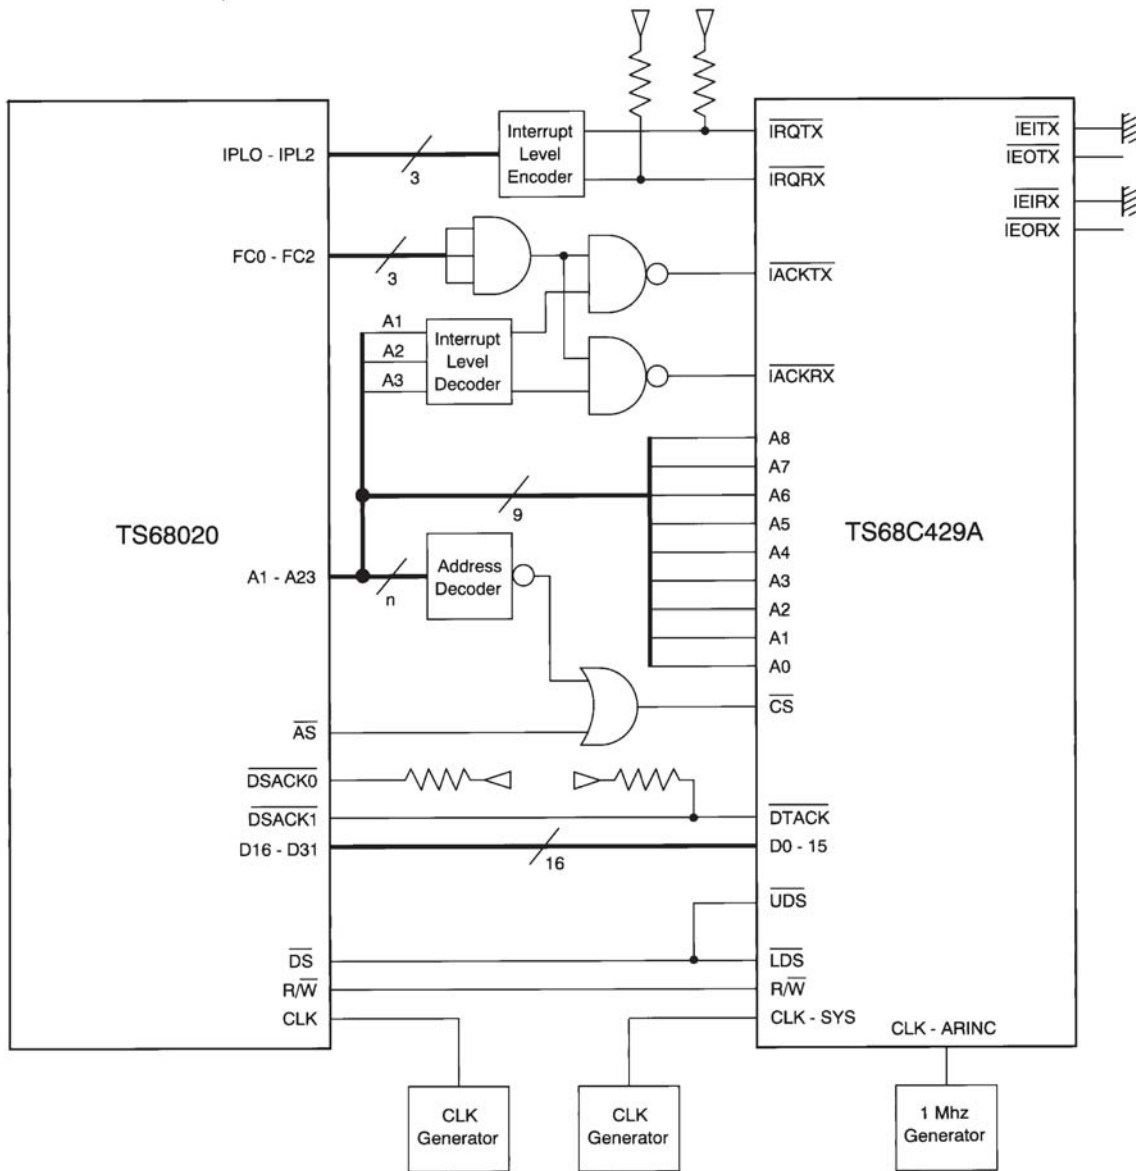 Interrupt
Level
Encoder
IPLO - IPL2
3
IRQTX
IRQRX
IEITX
IEOTX
IEIRX
IEORX
FC0 - FC2
3
IACKTX
A1
A2
A3
Interrupt
Level
Decoder
IACKRX
A8
A7
A6
A5
A4
A3
A2
A1
A0
9
TS68020
TS68C429A
A1 - A23
n
Address
Decoder
CS
AS
DSACK0
DSACK1
DTACK
D16 - D31
16
D0 - 15
UDS
DS
LDS
R/W
R/W
CLK
CLK - SYS
CLK - ARINC
CLK
Generator
CLK
Generator
1 Mhz
Generator